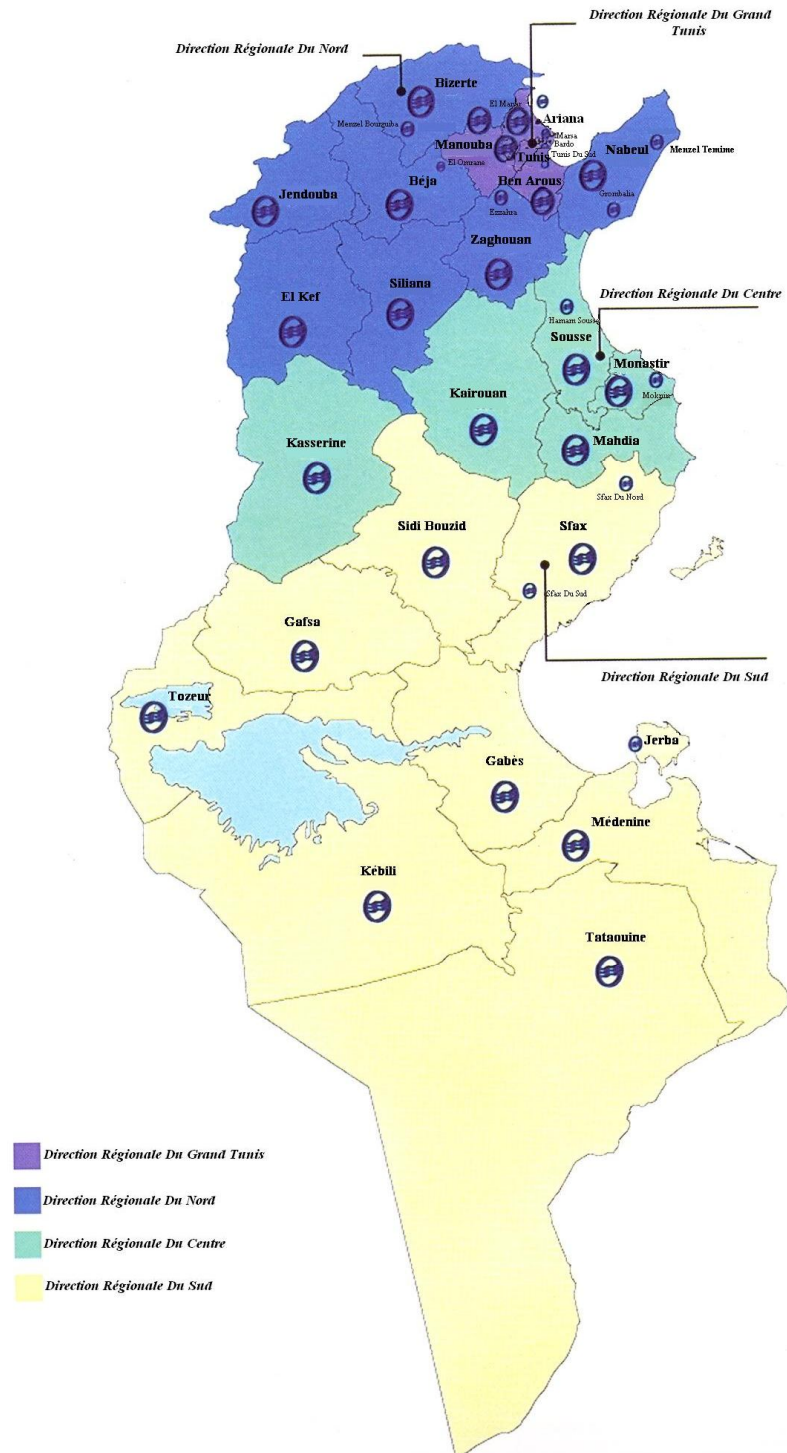 Direction Régionale Du Grand
Tunis
Direction Régionale Du Nord
Bizerte
El Manar
Ariana
Menzel Bourguiba
Marsa
Bardo
Manouba
Tunis
Tunis Du Sud
Nabeul
Menzel Temime
El Omrane
Béja
Ben Arous
Jendouba
Ezzahra
Grombalia
Zaghouan
Siliana
El Kef
Direction Régionale Du Centre
Hamam Sousse
Sousse
Monastir
Kairouan
Moknin
Mahdia
Kasserine
Sfax Du Nord
Sidi Bouzid
Sfax
Sfax Du Sud
Gafsa
Direction Régionale Du Sud
Tozeur
Jerba
Gabès
Médenine
Kébili
Tataouine
Direction Régionale Du Grand Tunis
Direction Régionale Du Nord
Direction Régionale Du Centre
Direction Régionale Du Sud